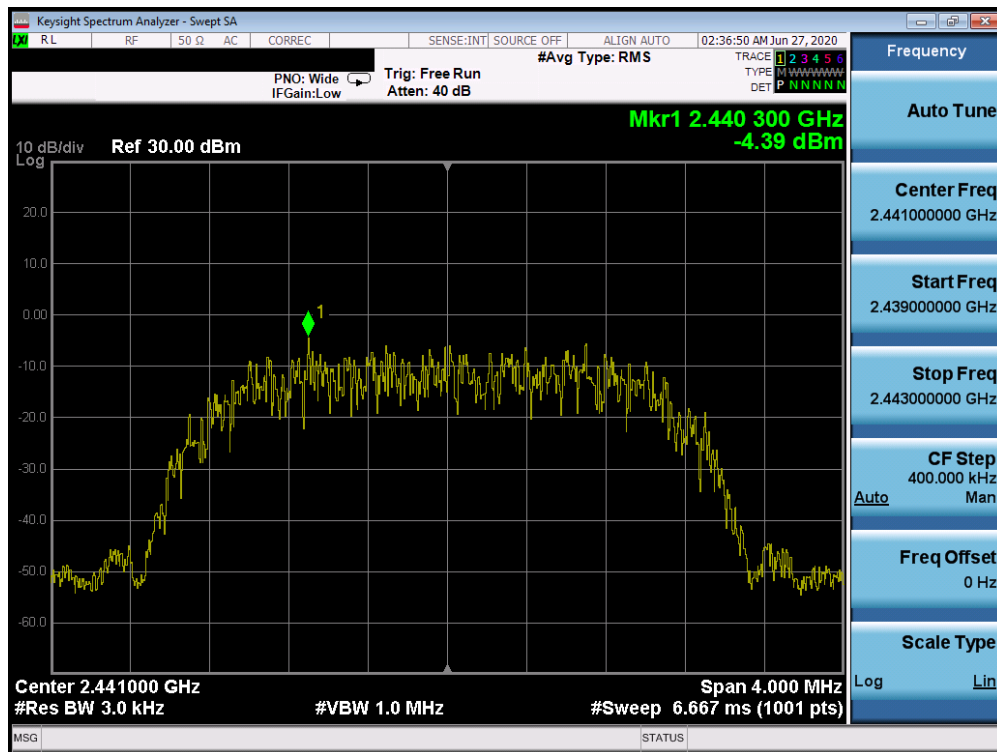 Keysight Spectrum Analyzer - Swept SA
LXI RL RF 50 Ω AC CORREC SENSE:INT SOURCE OFF ALIGN AUTO 02:36:50 AM Jun 27, 2020
PNO: Wide
IFGain:Low
Trig: Free Run
Atten: 40 dB
#Avg Type: RMS
TRACE 1 2 3 4 5 6
TYPE M W W W W W
DET P N N N N N
Mkr1 2.440 300 GHz
-4.39 dBm
10 dB/div Ref 30.00 dBm
Log
20.0
10.0
0.00
-10.0
-20.0
-30.0
-40.0
-50.0
-60.0
1
Center 2.441000 GHz Span 4.000 MHz
#Res BW 3.0 kHz #VBW 1.0 MHz #Sweep 6.667 ms (1001 pts)
MSG STATUS
Frequency
Auto Tune
Center Freq
2.441000000 GHz
Start Freq
2.439000000 GHz
Stop Freq
2.443000000 GHz
CF Step
400.000 kHz
Auto Man
Freq Offset
0 Hz
Scale Type
Log Lin